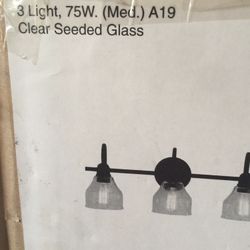 3 Light, 75W. (Med.) A19
Clear Seeded Glass